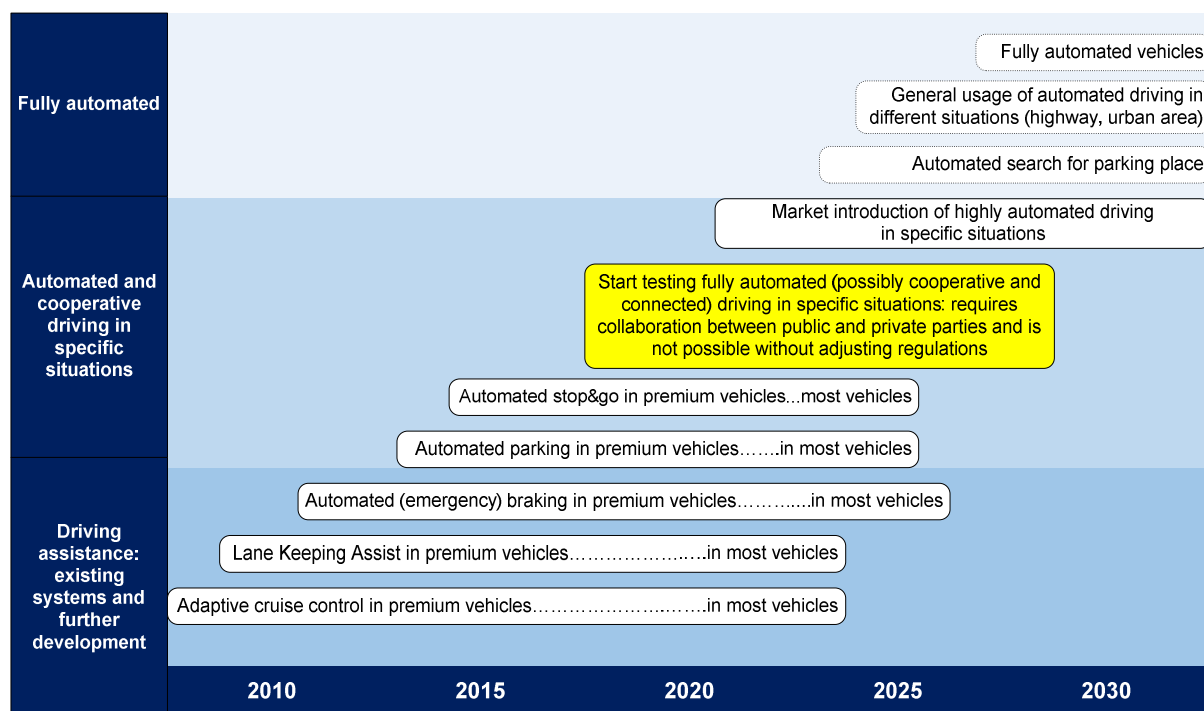 Fully automated
Fully automated vehicles
General usage of automated driving in
different situations (highway, urban area)
Automated search for parking place
Automated and
cooperative
driving in
specific
situations
Market introduction of highly automated driving
in specific situations
Start testing fully automated (possibly cooperative and
connected) driving in specific situations: requires
collaboration between public and private parties and is
not possible without adjusting regulations
Automated stop&go in premium vehicles...most vehicles
Automated parking in premium vehicles…….in most vehicles
Driving
assistance:
existing
systems and
further
development
Automated (emergency) braking in premium vehicles………....in most vehicles
Lane Keeping Assist in premium vehicles………………..….in most vehicles
Adaptive cruise control in premium vehicles………………….…….in most vehicles
2010 2015 2020 2025 2030